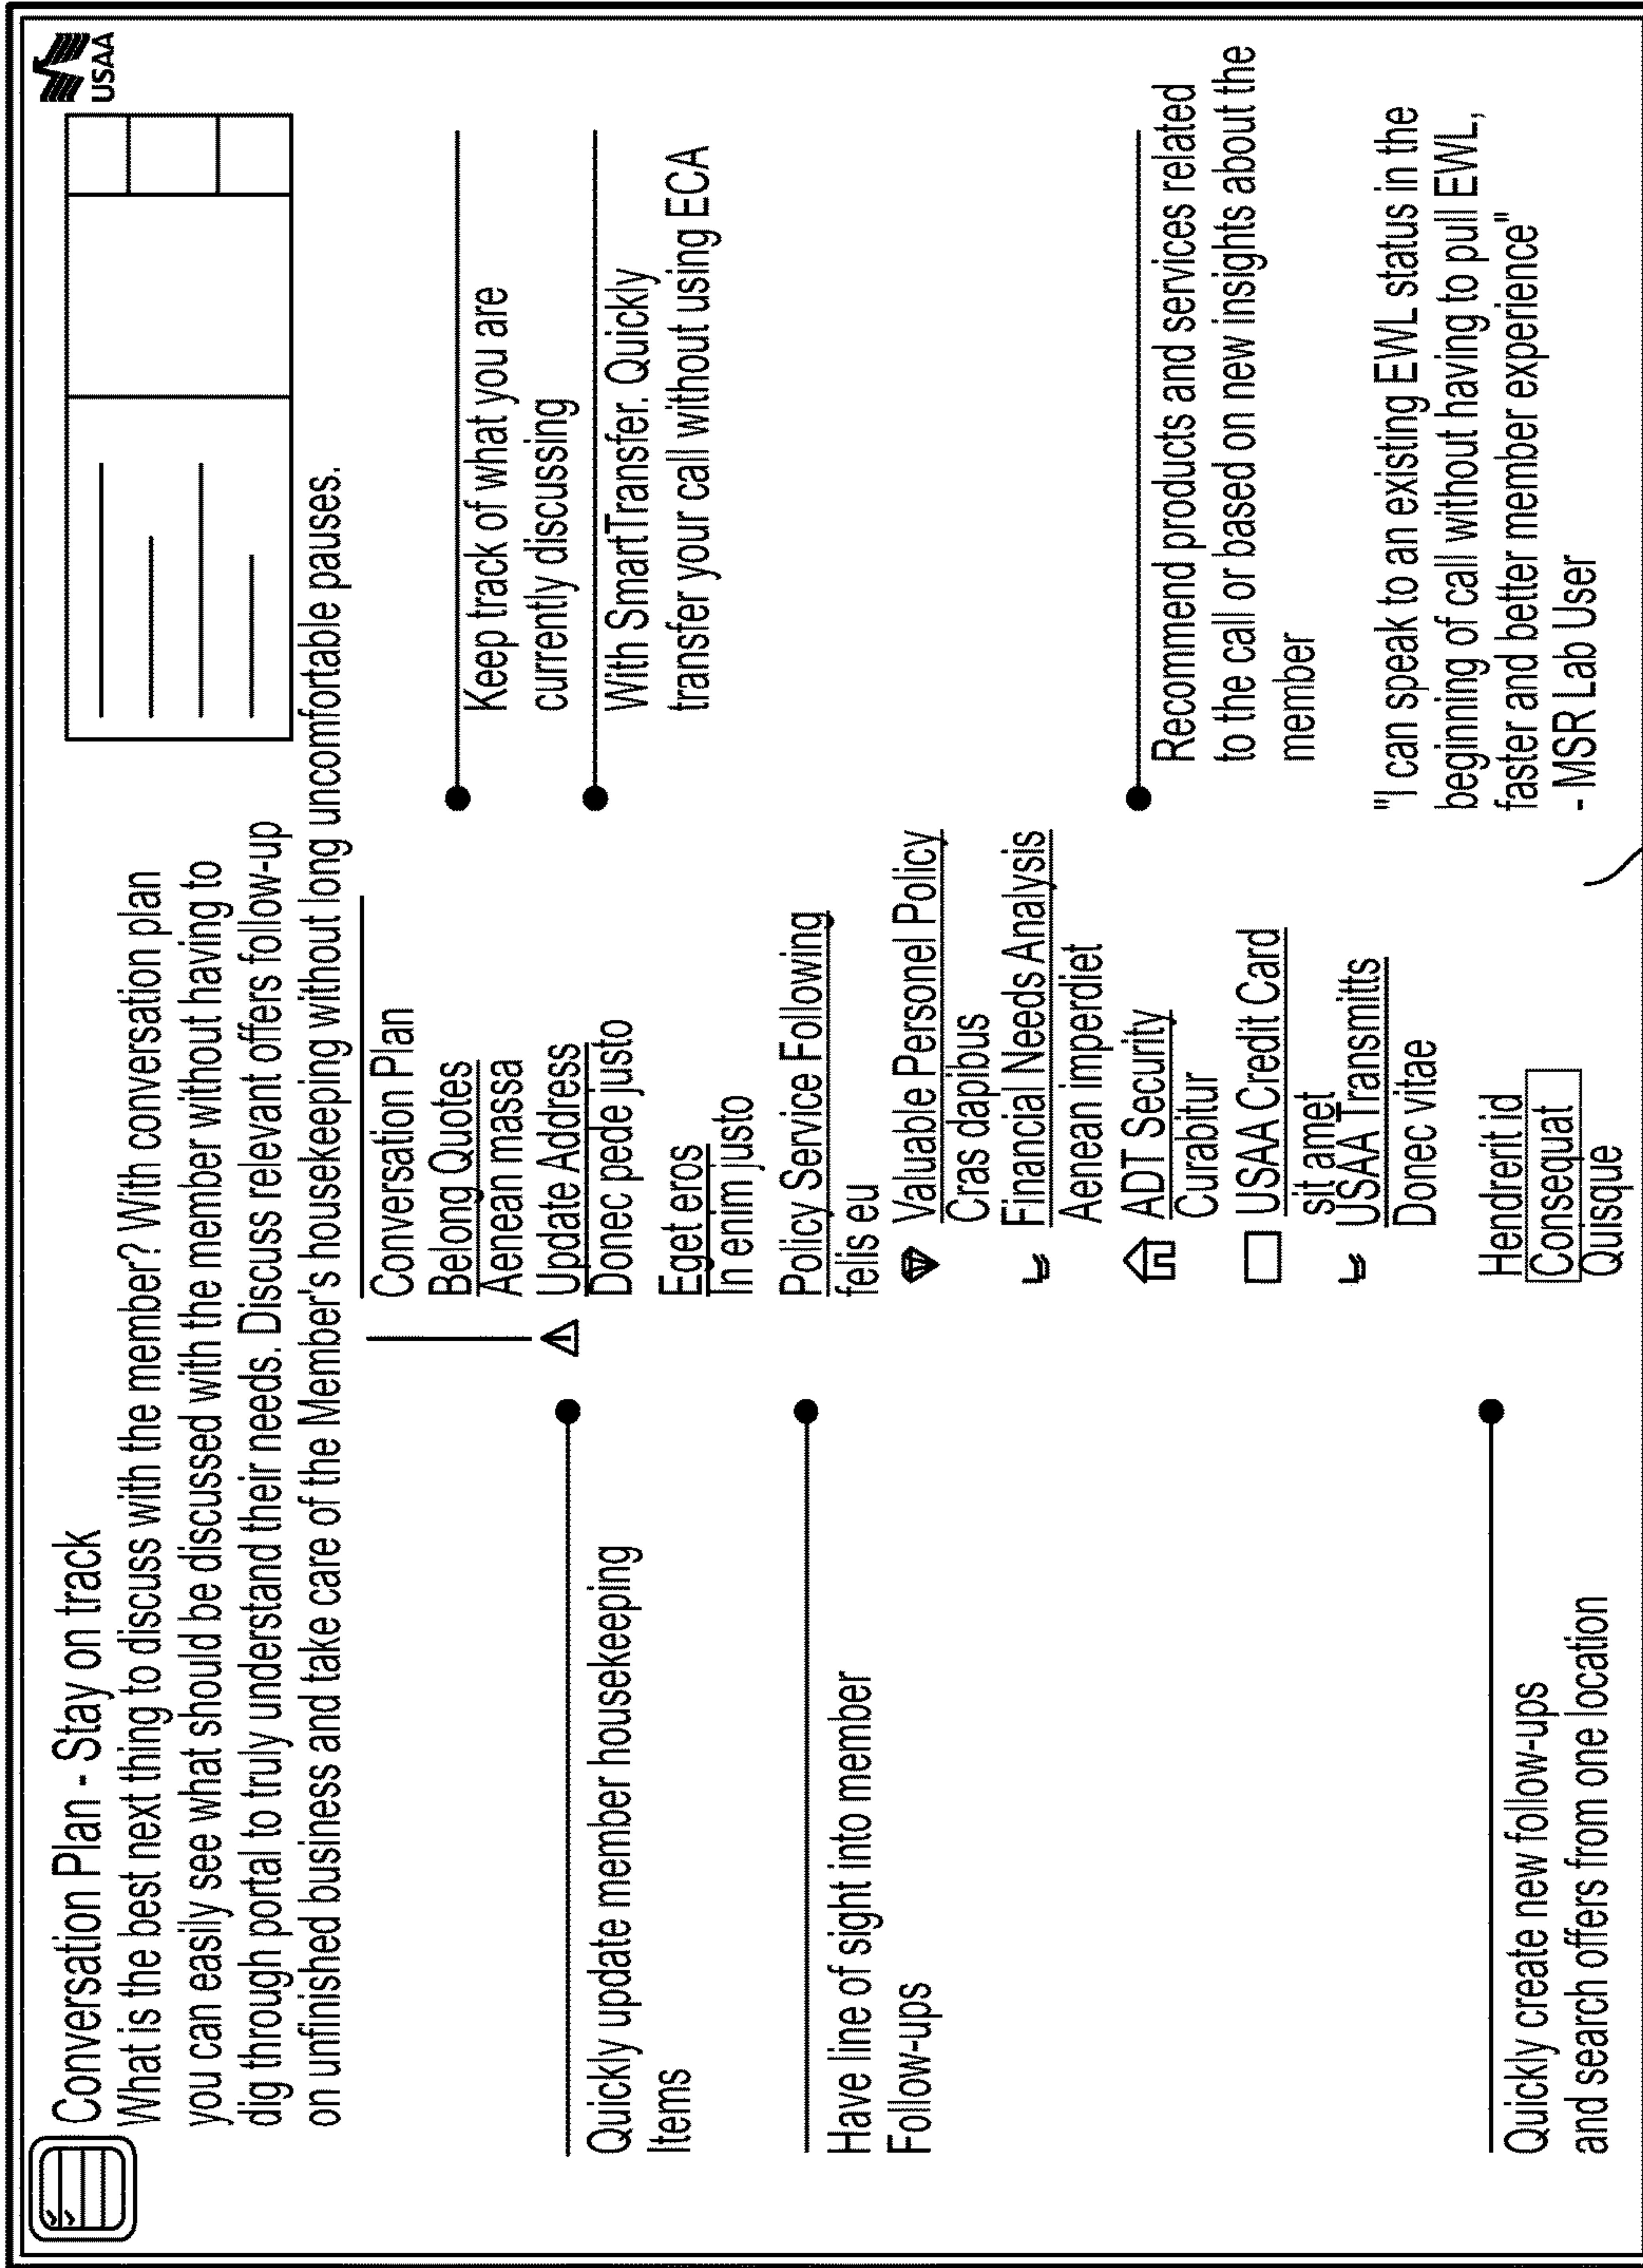 Conversation Plan - Stay on track
USAA
What is the best next thing to discuss with the member? With conversation plan
you can easily see what should be discussed with the member without having to
dig through portal to truly understand their needs. Discuss relevant offers follow-up
on unfinished business and take care of the Member's housekeeping without long uncomfortable pauses.
Quickly update member housekeeping
Items
Have line of sight into member
Follow-ups
Quickly create new follow-ups
and search offers from one location
Conversation Plan
Belong Quotes
Aenean massa
Update Address
Donec pede justo
Eget eros
In enim justo
Policy Service Following
felis eu
Valuable Personel Policy
Cras dapibus
Financial Needs Analysis
Aenean imperdiet
ADT Security
Curabitur
USAA Credit Card
sit amet
USAA Transmitts
Donec vitae
Hendrerit id
Consequat
Quisque
Keep track of what you are
currently discussing
With SmartTransfer. Quickly
transfer your call without using ECA
Recommend products and services related
to the call or based on new insights about the
member
"I can speak to an existing EWL status in the
beginning of call without having to pull EWL,
faster and better member experience"
- MSR Lab User